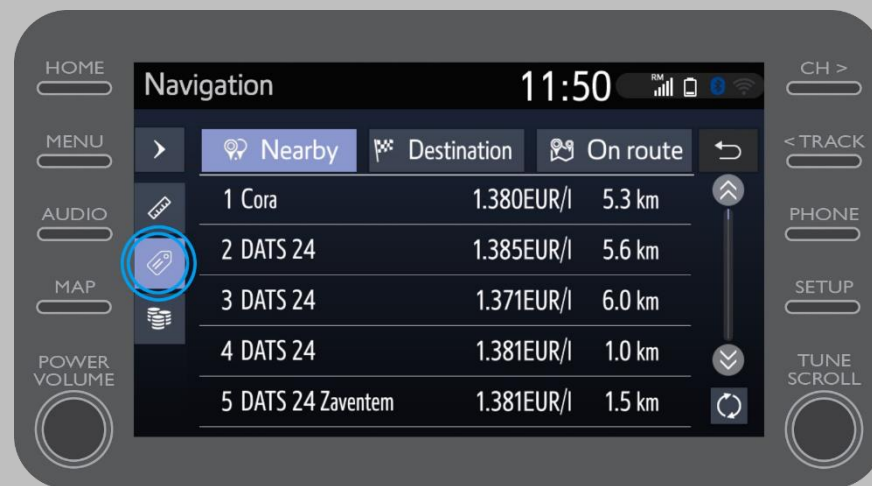 HOME
MENU
AUDIO
MAP
POWER
VOLUME
Navigation 11:50 RM
Nearby Destination On route
1 Cora 1.380EUR/l 5.3 km
2 DATS 24 1.385EUR/l 5.6 km
3 DATS 24 1.371EUR/l 6.0 km
4 DATS 24 1.381EUR/l 1.0 km
5 DATS 24 Zaventem 1.381EUR/l 1.5 km
CH >
< TRACK
PHONE
SETUP
TUNE
SCROLL